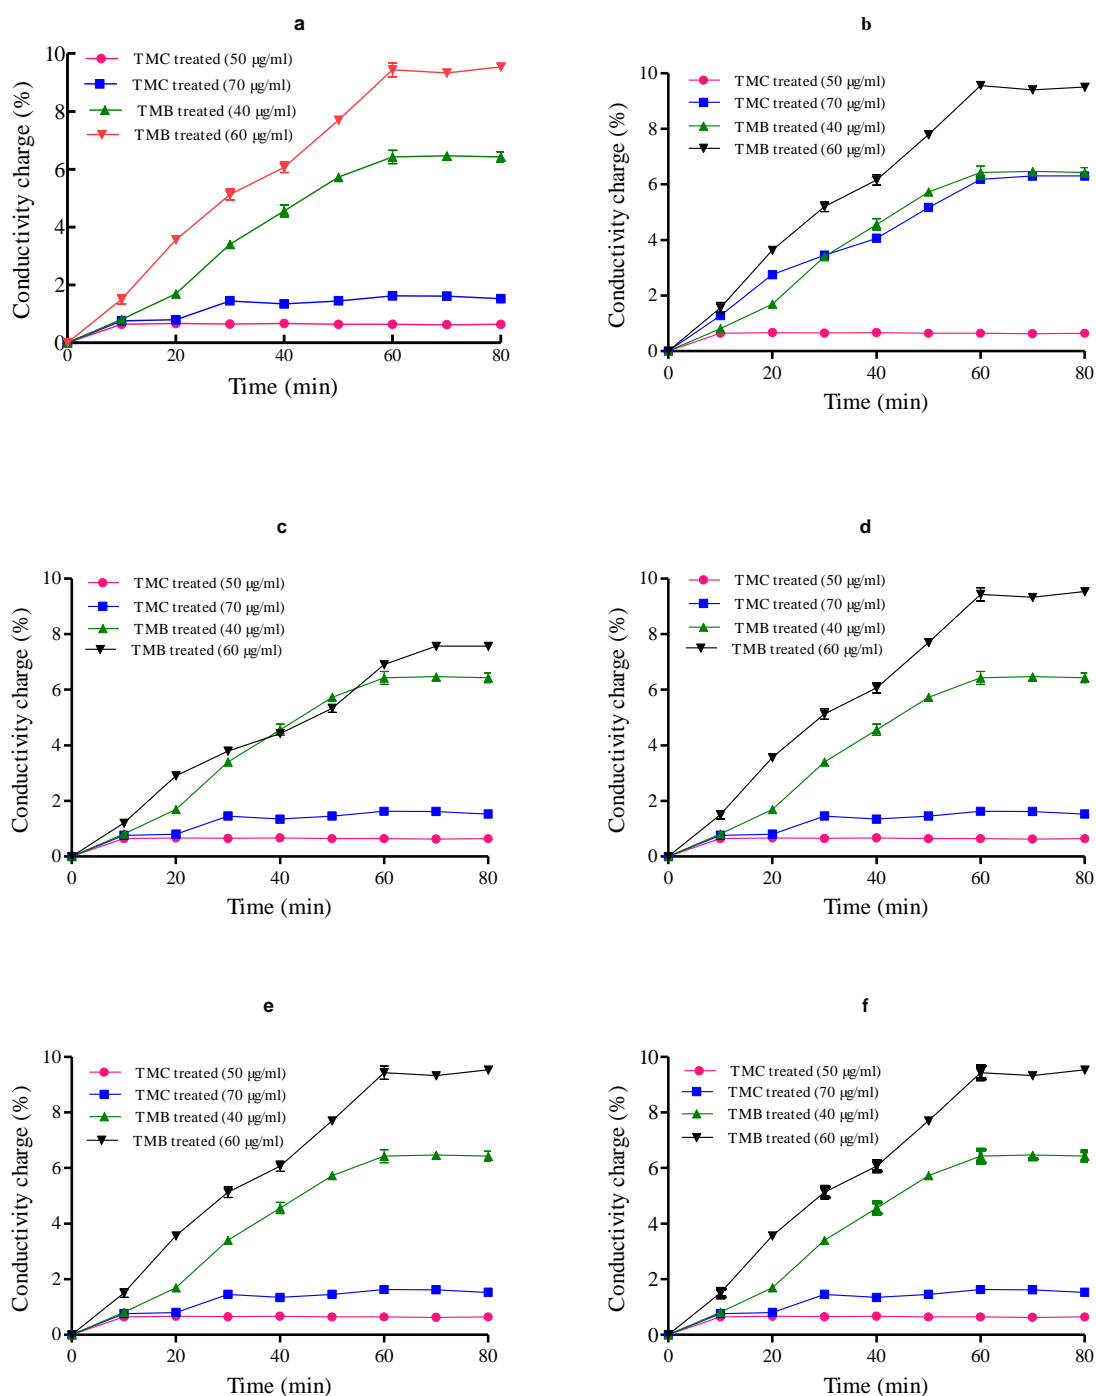 a
Conductivity charge (%)
10
8
6
4
2
0
TMC treated (50 µg/ml)
TMC treated (70 µg/ml)
TMB treated (40 µg/ml)
TMB treated (60 µg/ml)
0 20 40 60 80
Time (min)
b
Conductivity charge (%)
10
8
6
4
2
0
TMC treated (50 µg/ml)
TMC treated (70 µg/ml)
TMB treated (40 µg/ml)
TMB treated (60 µg/ml)
0 20 40 60 80
Time (min)
c
Conductivity charge (%)
10
8
6
4
2
0
TMC treated (50 µg/ml)
TMC treated (70 µg/ml)
TMB treated (40 µg/ml)
TMB treated (60 µg/ml)
0 20 40 60 80
Time (min)
d
Conductivity charge (%)
10
8
6
4
2
0
TMC treated (50 µg/ml)
TMC treated (70 µg/ml)
TMB treated (40 µg/ml)
TMB treated (60 µg/ml)
0 20 40 60 80
Time (min)
e
Conductivity charge (%)
10
8
6
4
2
0
TMC treated (50 µg/ml)
TMC treated (70 µg/ml)
TMB treated (40 µg/ml)
TMB treated (60 µg/ml)
0 20 40 60 80
Time (min)
f
Conductivity charge (%)
10
8
6
4
2
0
TMC treated (50 µg/ml)
TMC treated (70 µg/ml)
TMB treated (40 µg/ml)
TMB treated (60 µg/ml)
0 20 40 60 80
Time (min)